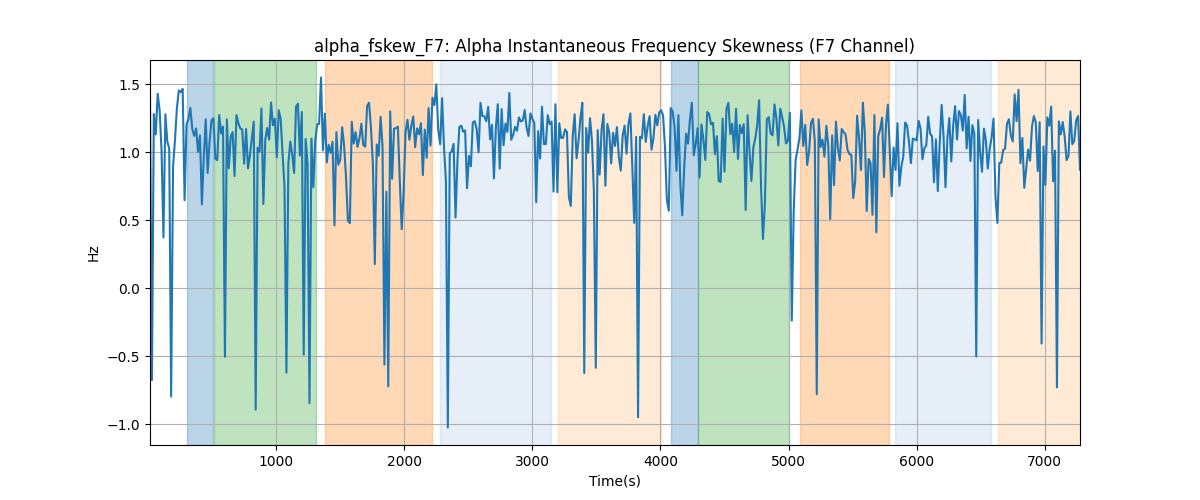 alpha_fskew_F7: Alpha Instantaneous Frequency Skewness (F7 Channel)
1.5
1.0
0.5
0.0
−0.5
−1.0
Hz
1000 2000 3000 4000 5000 6000 7000
Time(s)